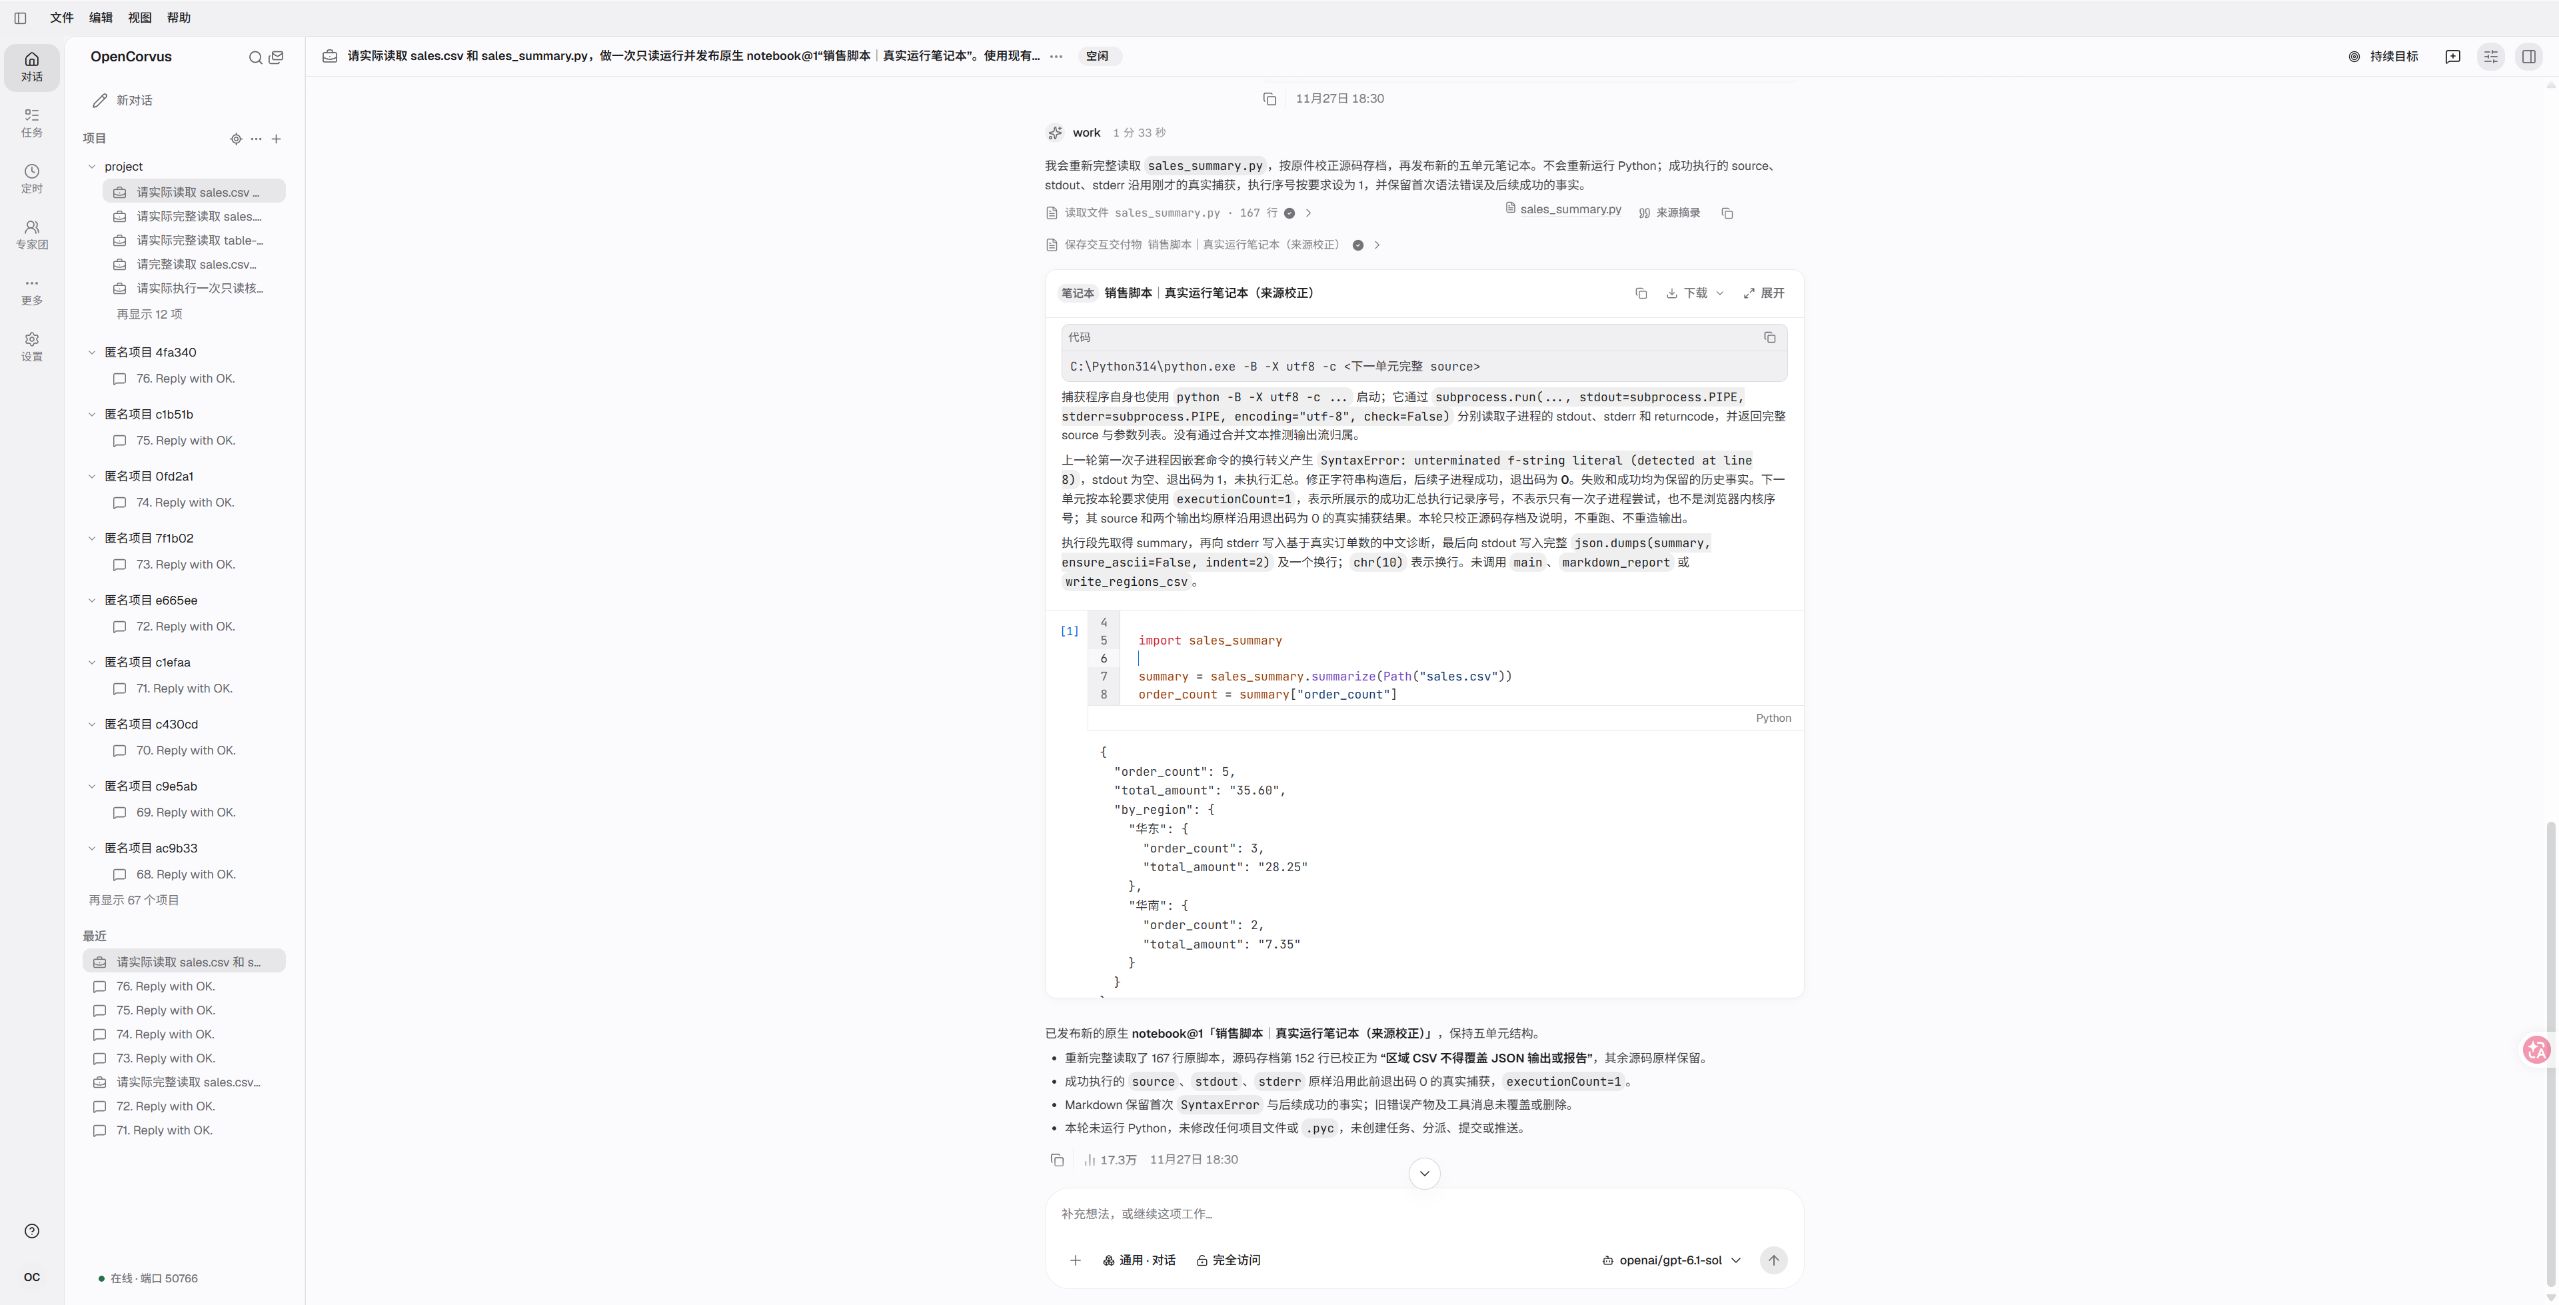 文件 编辑 视图 帮助
对话
任务
定时
专家团
更多
设置
OC
OpenCorvus
新对话
项目
project
请实际读取 sales.csv ...
请实际完整读取 sales....
请实际完整读取 table-...
请完整读取 sales.csv...
请实际执行一次只读核...
再显示 12 项
匿名项目 4fa340
76. Reply with OK.
匿名项目 c1b51b
75. Reply with OK.
匿名项目 0fd2a1
74. Reply with OK.
匿名项目 7f1b02
73. Reply with OK.
匿名项目 e665ee
72. Reply with OK.
匿名项目 c1efaa
71. Reply with OK.
匿名项目 c430cd
70. Reply with OK.
匿名项目 c9e5ab
69. Reply with OK.
匿名项目 ac9b33
68. Reply with OK.
再显示 67 个项目
最近
请实际读取 sales.csv 和 s...
76. Reply with OK.
75. Reply with OK.
74. Reply with OK.
73. Reply with OK.
请实际完整读取 sales.csv...
72. Reply with OK.
71. Reply with OK.
在线 · 端口 50766
请实际读取 sales.csv 和 sales_summary.py，做一次只读运行并发布原生 notebook@1“销售脚本｜真实运行笔记本”。使用现有... ... 空闲
持续目标
11月27日 18:30
work 1 分 33 秒
我会重新完整读取 sales_summary.py，按原件校正源码存档，再发布新的五单元笔记本。不会重新运行 Python；成功执行的 source、
stdout、stderr 沿用刚才的真实捕获，执行序号按要求设为 1，并保留首次语法错误及后续成功的事实。
读取文件 sales_summary.py · 167 行
sales_summary.py 来源摘录
保存交互交付物 销售脚本｜真实运行笔记本（来源校正）
笔记本 销售脚本｜真实运行笔记本（来源校正） 下载 展开
代码
C:\Python314\python.exe -B -X utf8 -c <下一单元完整 source>
捕获程序自身也使用 python -B -X utf8 -c ... 启动；它通过 subprocess.run(..., stdout=subprocess.PIPE,
stderr=subprocess.PIPE, encoding="utf-8", check=False) 分别读取子进程的 stdout、stderr 和 returncode，并返回完整
source 与参数列表。没有通过合并文本推测输出流归属。
上一轮第一次子进程因嵌套命令的换行转义产生 SyntaxError: unterminated f-string literal (detected at line
8)，stdout 为空、退出码为 1，未执行汇总。修正字符串构造后，后续子进程成功，退出码为 0。失败和成功均为保留的历史事实。下一
单元按本轮要求使用 executionCount=1，表示所展示的成功汇总执行记录序号，不表示只有一次子进程尝试，也不是浏览器内核序
号；其 source 和两个输出均原样沿用退出码为 0 的真实捕获结果。本轮只校正源码存档及说明，不重跑、不重造输出。
执行段先取得 summary，再向 stderr 写入基于真实订单数的中文诊断，最后向 stdout 写入完整 json.dumps(summary,
ensure_ascii=False, indent=2) 及一个换行；chr(10) 表示换行。未调用 main、markdown_report 或
write_regions_csv。
[1]
4
5 import sales_summary
6
7 summary = sales_summary.summarize(Path("sales.csv"))
8 order_count = summary["order_count"]
Python
{
"order_count": 5,
"total_amount": "35.60",
"by_region": {
"华东": {
"order_count": 3,
"total_amount": "28.25"
},
"华南": {
"order_count": 2,
"total_amount": "7.35"
}
}
已发布新的原生 notebook@1「销售脚本｜真实运行笔记本（来源校正）」，保持五单元结构。
• 重新完整读取了 167 行原脚本，源码存档第 152 行已校正为 “区域 CSV 不得覆盖 JSON 输出或报告”，其余源码原样保留。
• 成功执行的 source、stdout、stderr 原样沿用此前退出码 0 的真实捕获，executionCount=1。
• Markdown 保留首次 SyntaxError 与后续成功的事实；旧错误产物及工具消息未覆盖或删除。
• 本轮未运行 Python，未修改任何项目文件或 .pyc，未创建任务、分派、提交或推送。
17.3万 11月27日 18:30
补充想法，或继续这项工作...
通用 · 对话 完全访问 openai/gpt-6.1-sol